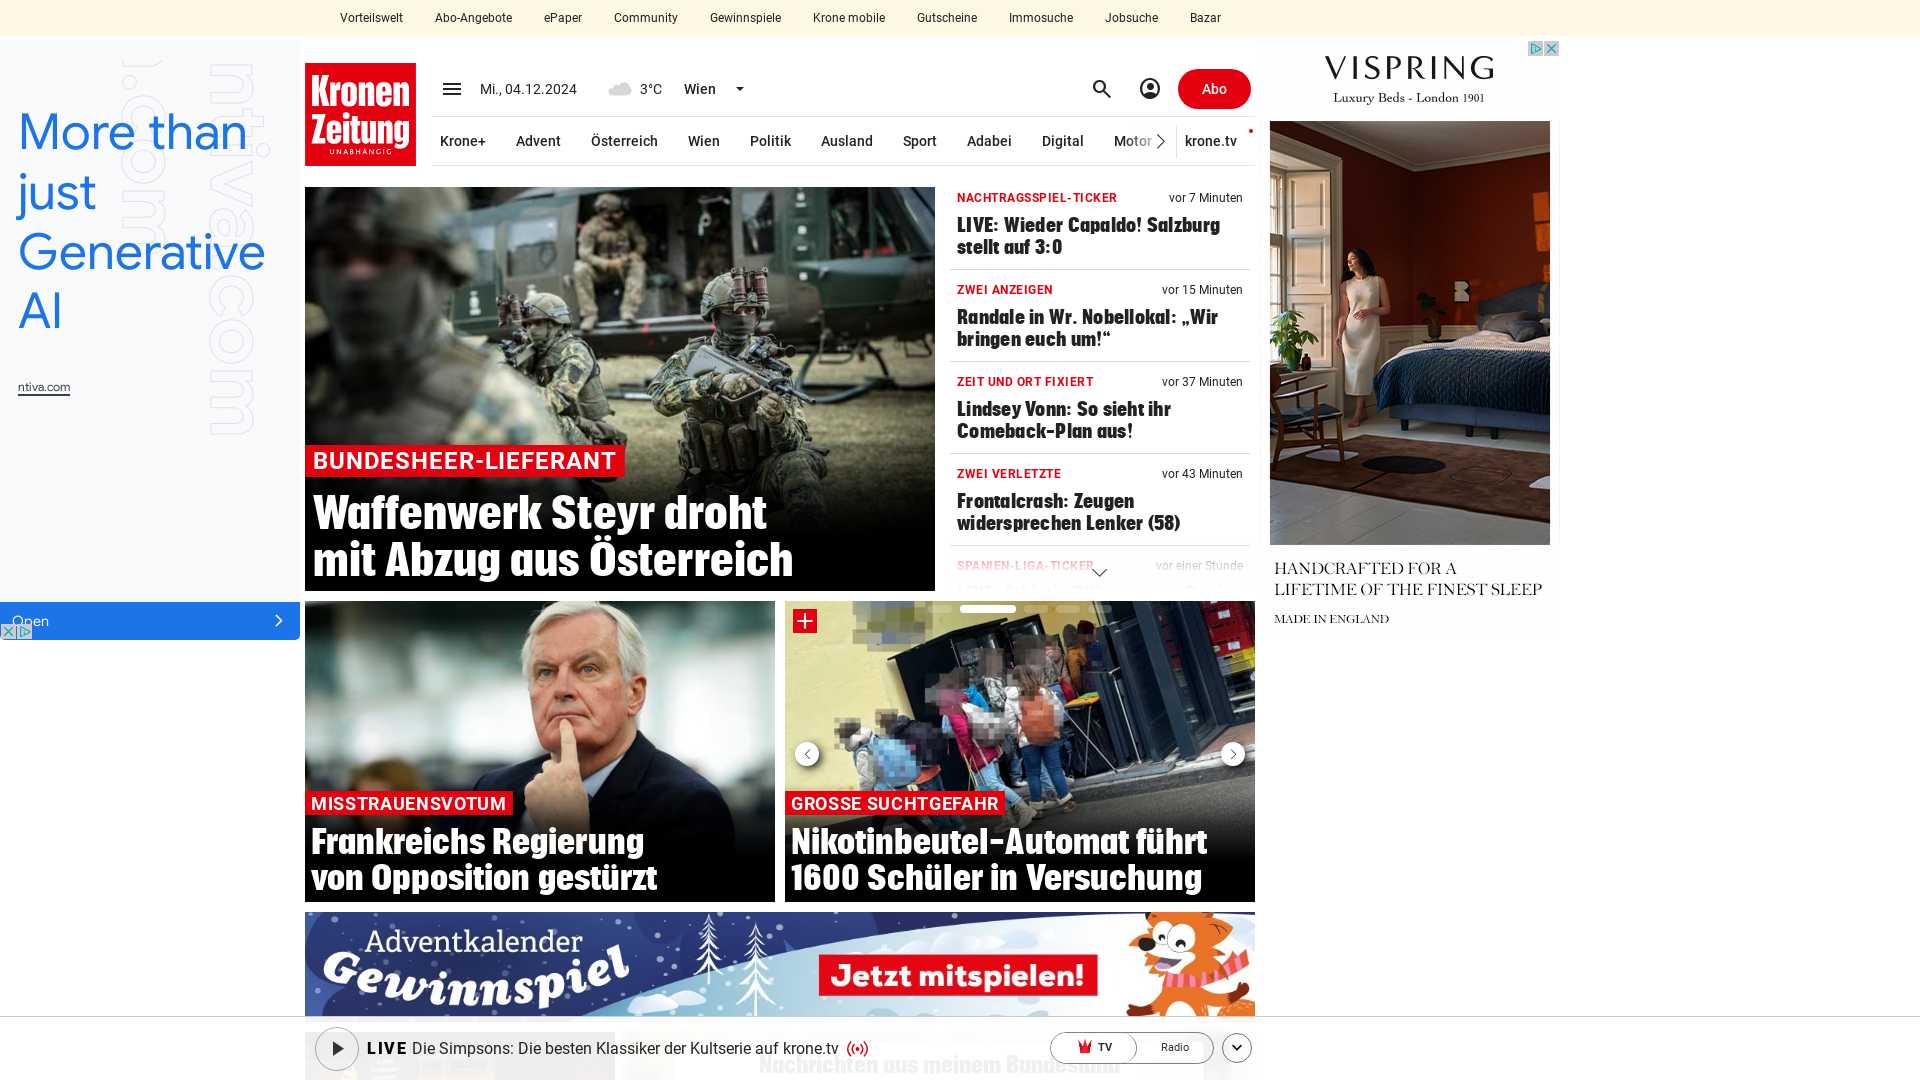 Vorteilswelt Abo-Angebote ePaper Community Gewinnspiele Krone mobile Gutscheine Immosuche Jobsuche Bazar
ntiva.com
More than
just
Generative
AI
ntiva.com
Open
Kronen
Zeitung
UNABHÄNGIG
Mi., 04.12.2024 3°C Wien
Abo
Krone+ Advent Österreich Wien Politik Ausland Sport Adabei Digital Motor krone.tv
BUNDESHEER-LIEFERANT
Waffenwerk Steyr droht
mit Abzug aus Österreich
NACHTRAGSSPIEL-TICKER vor 7 Minuten
LIVE: Wieder Capaldo! Salzburg
stellt auf 3:0
ZWEI ANZEIGEN vor 15 Minuten
Randale in Wr. Nobellokal: „Wir
bringen euch um!“
ZEIT UND ORT FIXIERT vor 37 Minuten
Lindsey Vonn: So sieht ihr
Comeback-Plan aus!
ZWEI VERLETZTE vor 43 Minuten
Frontalcrash: Zeugen
widersprechen Lenker (58)
SPANIEN-LIGA-TICKER vor einer Stunde
MISSTRAUENSVOTUM
Frankreichs Regierung
von Opposition gestürzt
GROSSE SUCHTGEFAHR
Nikotinbeutel-Automat führt
1600 Schüler in Versuchung
Adventkalender
Gewinnspiel
Jetzt mitspielen!
Nachrichten aus meinem Bundesland
LIVE Die Simpsons: Die besten Klassiker der Kultserie auf krone.tv
TV Radio
VISPRING
Luxury Beds - London 1901
HANDCRAFTED FOR A
LIFETIME OF THE FINEST SLEEP
MADE IN ENGLAND